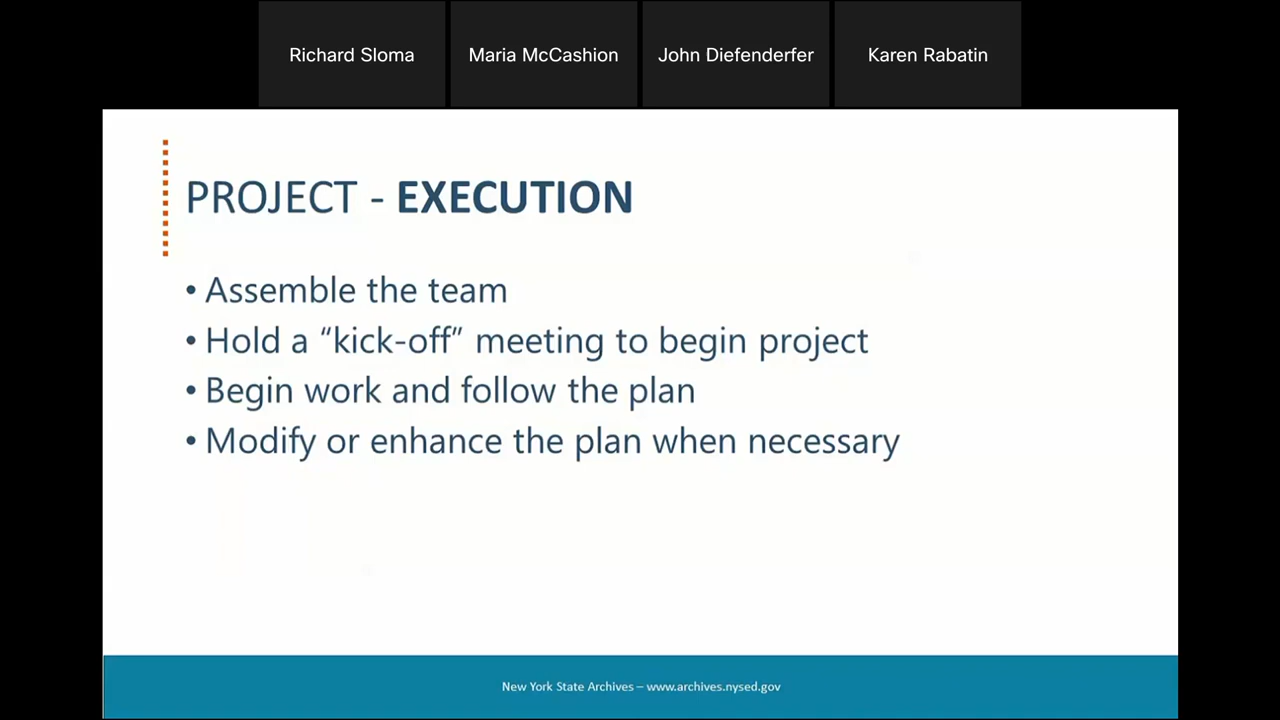 Richard Sloma
Maria McCashion
John Diefenderfer
Karen Rabatin
PROJECT - EXECUTION
• Assemble the team
• Hold a “kick-off” meeting to begin project
• Begin work and follow the plan
• Modify or enhance the plan when necessary
New York State Archives – www.archives.nysed.gov